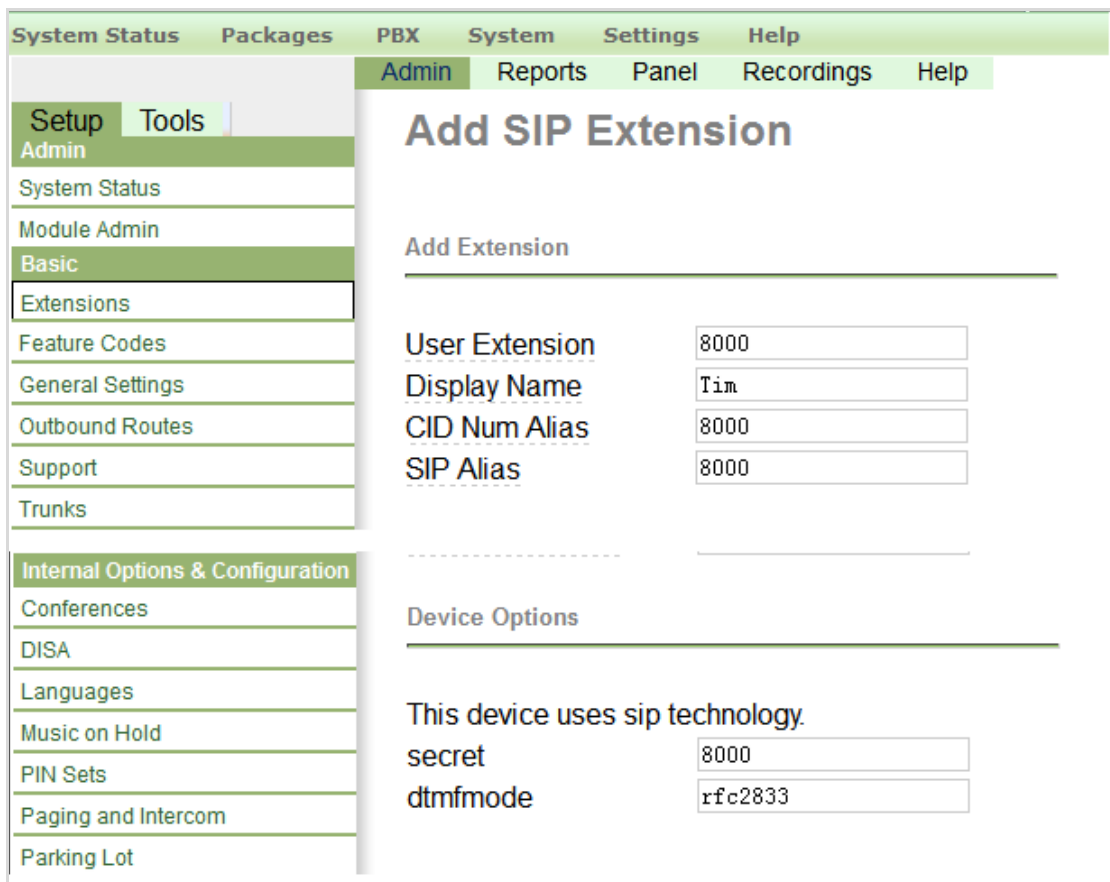 System Status Packages PBX System Settings Help
Admin Reports Panel Recordings Help
Setup Tools
Admin
System Status
Module Admin
Basic
Extensions
Feature Codes
General Settings
Outbound Routes
Support
Trunks
Internal Options & Configuration
Conferences
DISA
Languages
Music on Hold
PIN Sets
Paging and Intercom
Parking Lot
Add SIP Extension
Add Extension
User Extension 8000
Display Name Tim
CID Num Alias 8000
SIP Alias 8000
Device Options
This device uses sip technology.
secret 8000
dtmfmode rfc2833